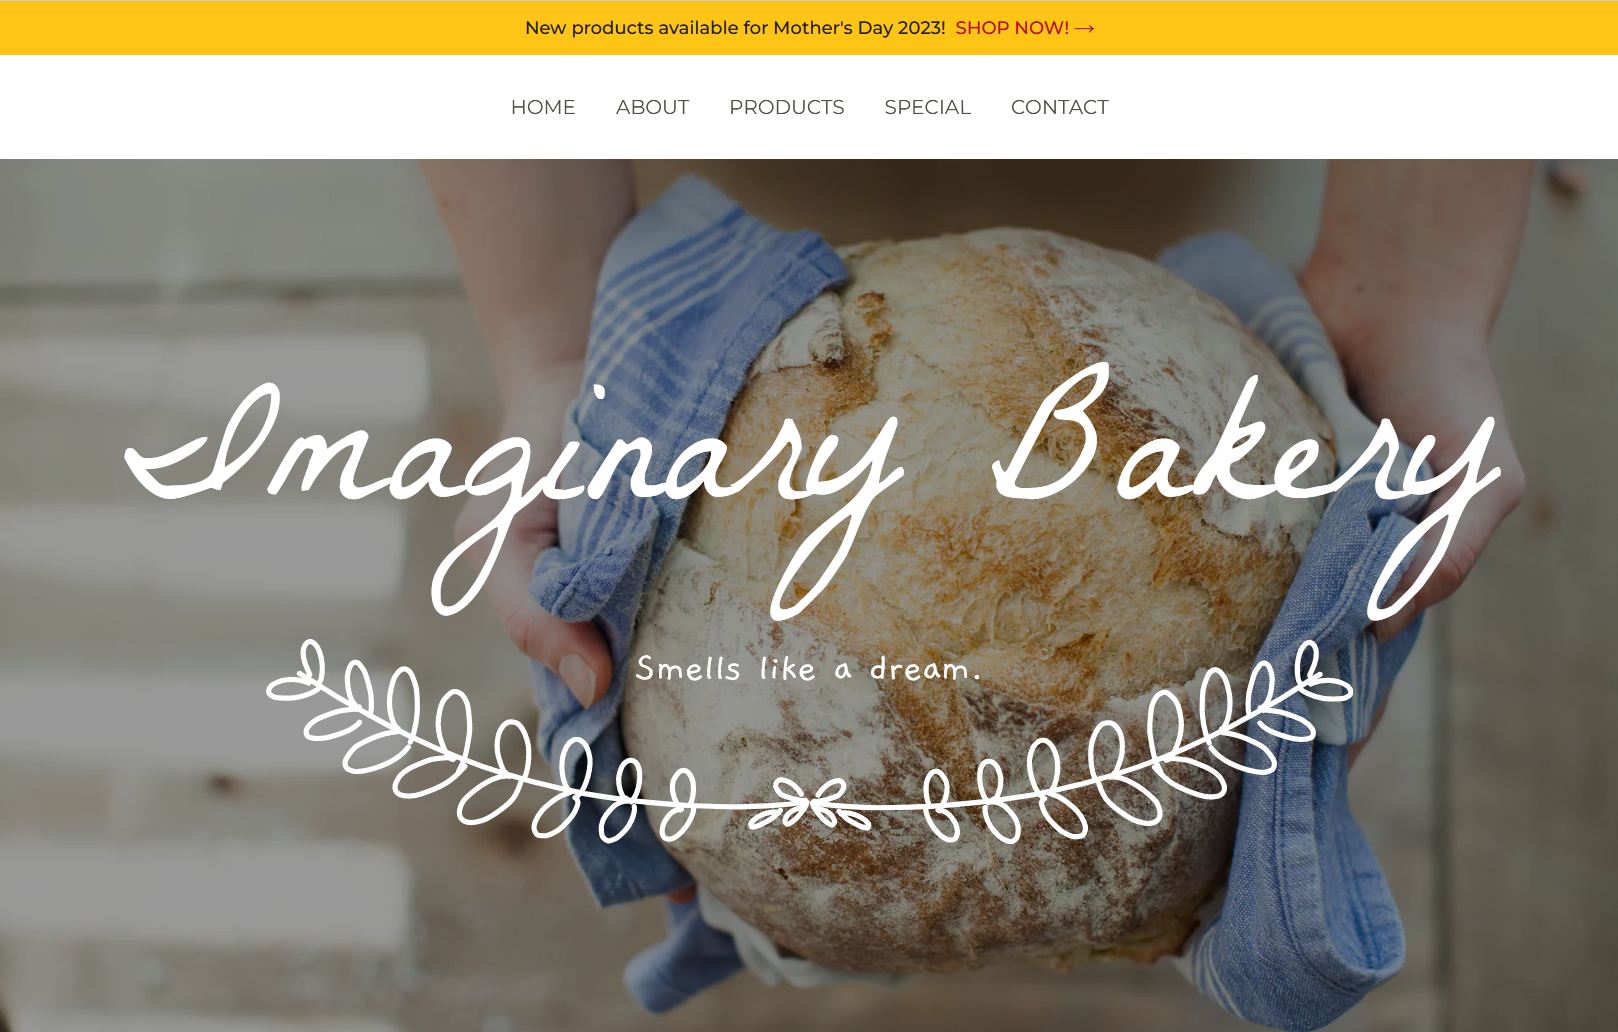 New products available for Mother's Day 2023! SHOP NOW! →
HOME ABOUT PRODUCTS SPECIAL CONTACT
Imaginary Bakery
Smells like a dream.